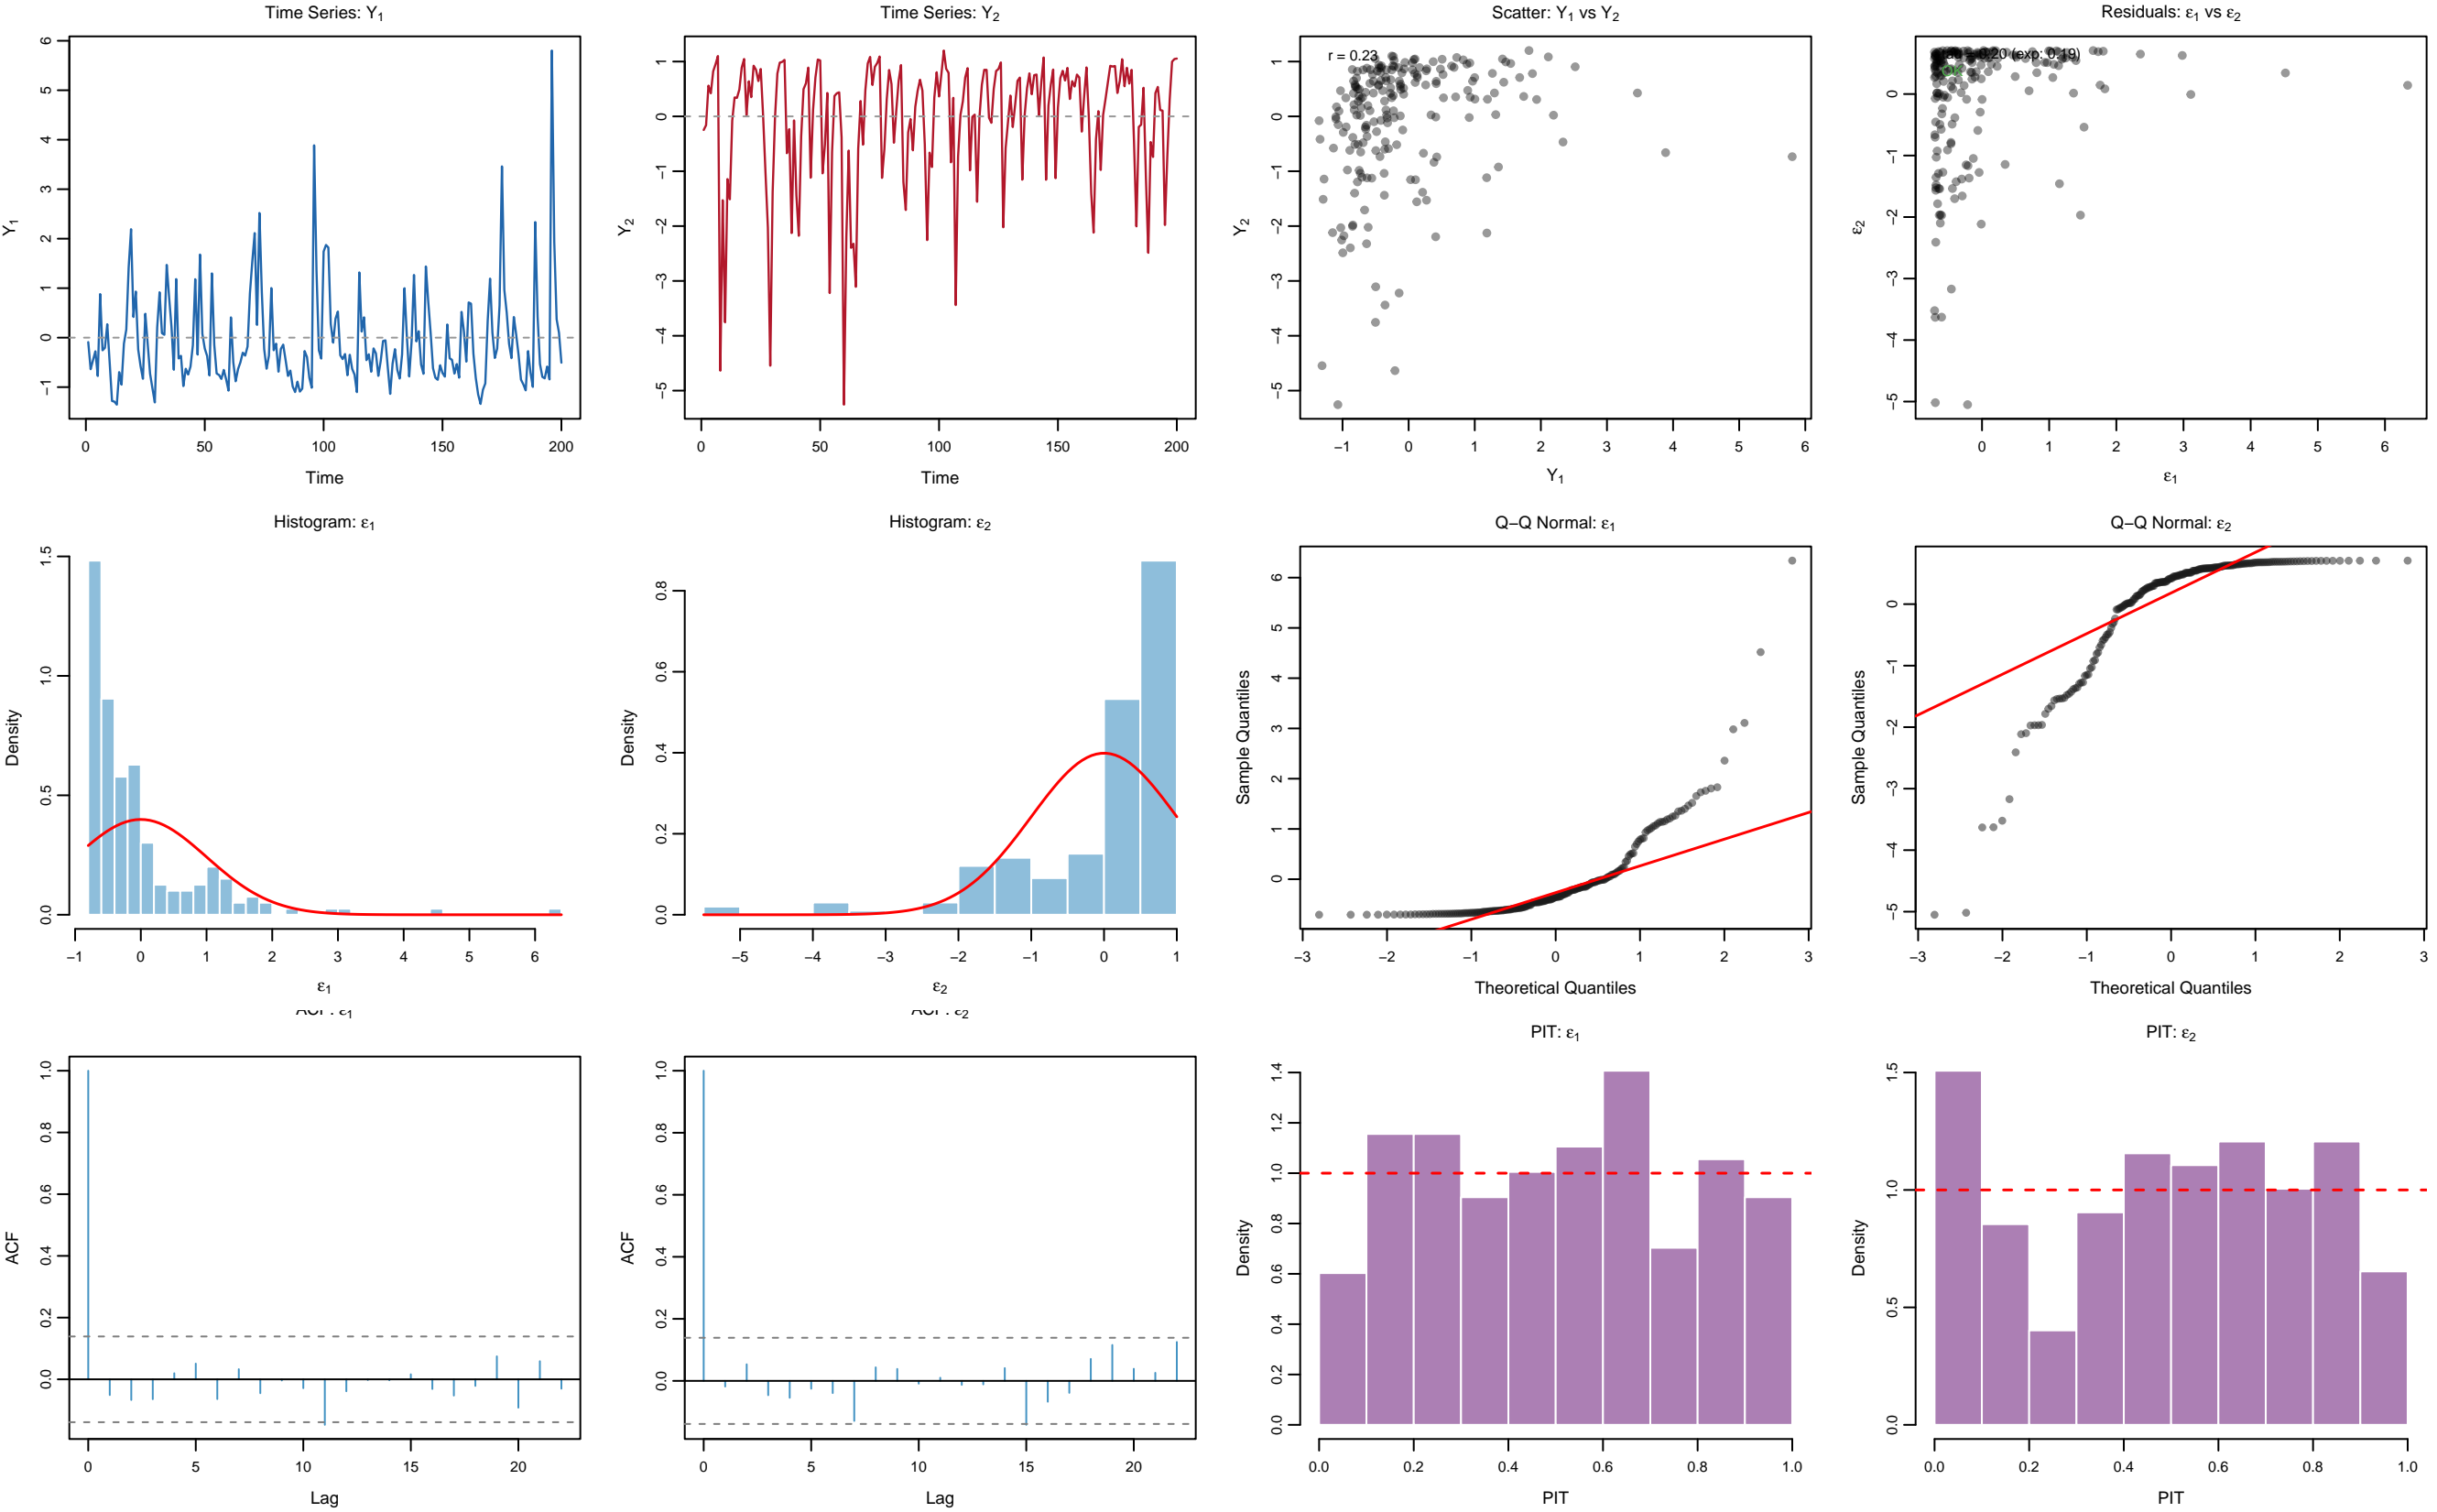 Time Series: Y₁
Y₁
−1 0 1 2 3 4 5 6
0 50 100 150 200
Time
Time Series: Y₂
Y₂
−5 −4 −3 −2 −1 0 1
0 50 100 150 200
Time
Scatter: Y₁ vs Y₂
r = 0.23
Y₂
−5 −4 −3 −2 −1 0 1
−1 0 1 2 3 4 5 6
Y₁
Residuals: ε₁ vs ε₂
0.20 (exp: 0.19)
ε₂
−5 −4 −3 −2 −1 0
0 1 2 3 4 5 6
ε₁
Histogram: ε₁
Density
0.0 0.5 1.0 1.5
−1 0 1 2 3 4 5 6
ε₁
Histogram: ε₂
Density
0.0 0.2 0.4 0.6 0.8
−5 −4 −3 −2 −1 0 1
ε₂
Q−Q Normal: ε₁
Sample Quantiles
0 1 2 3 4 5 6
−3 −2 −1 0 1 2 3
Theoretical Quantiles
Q−Q Normal: ε₂
Sample Quantiles
−5 −4 −3 −2 −1 0
−3 −2 −1 0 1 2 3
Theoretical Quantiles
ACF: ε₁
ACF
0.0 0.2 0.4 0.6 0.8 1.0
0 5 10 15 20
Lag
ACF: ε₂
ACF
0.0 0.2 0.4 0.6 0.8 1.0
0 5 10 15 20
Lag
PIT: ε₁
Density
0.0 0.2 0.4 0.6 0.8 1.0 1.2 1.4
0.0 0.2 0.4 0.6 0.8 1.0
PIT
PIT: ε₂
Density
0.0 0.5 1.0 1.5
0.0 0.2 0.4 0.6 0.8 1.0
PIT